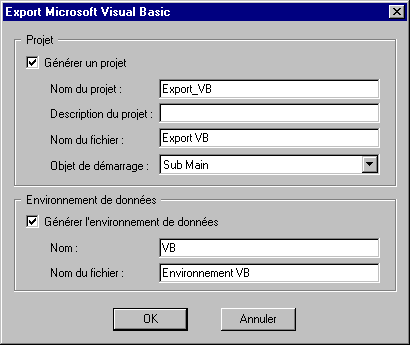 Export Microsoft Visual Basic
Projet
Générer un projet
Nom du projet : Export_VB
Description du projet :
Nom du fichier : Export VB
Objet de démarrage : Sub Main
Environnement de données
Générer l'environnement de données
Nom : VB
Nom du fichier : Environnement VB
OK Annuler